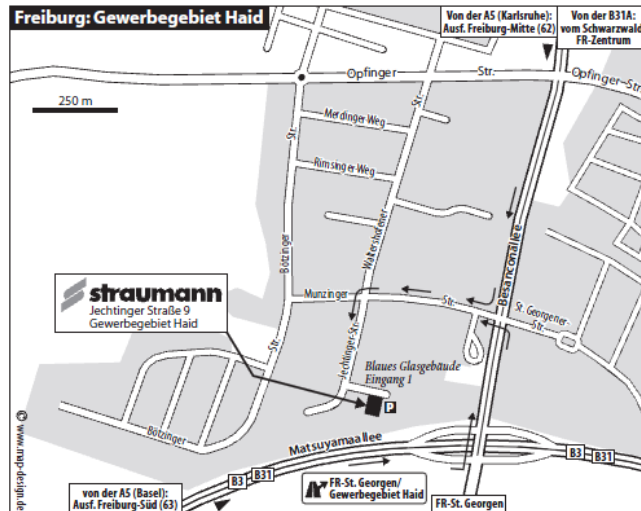 Freiburg: Gewerbegebiet Haid
Von der A5 (Karlsruhe):
Ausf. Freiburg-Mitte (62)
Von der B31A:
vom Schwarzwald
FR-Zentrum
Opfinger
Str.
Opfinger-Str.
250 m
Str.
Str.
Merdinger-Weg
Rimsinger-Weg
Waltershofener
Bötzinger
Besanconallee
straumann
Jechtinger Straße 9
Gewerbegebiet Haid
Munzinger
Str.
St. Georgener-
Str.
Str.
Jechtinger-Str.
Blaues Glasgebäude
Eingang 1
P
Bötzinger
Matsuyamaallee
B3
B31
B3
B31
FR-St. Georgen/
Gewerbegebiet Haid
von der A5 (Basel):
Ausf. Freiburg-Süd (63)
FR-St. Georgen
© www.map-design.de